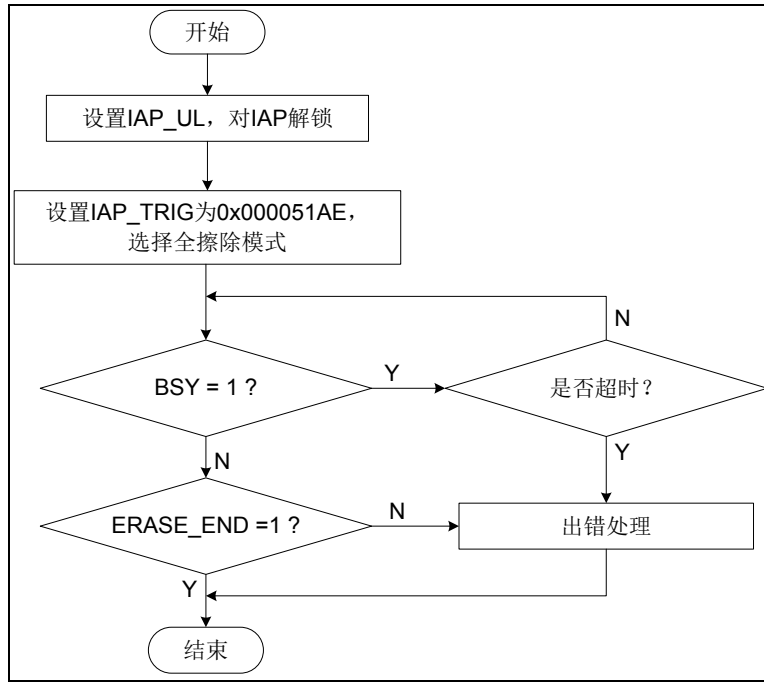 开始
设置IAP_UL，对IAP解锁
设置IAP_TRIG为0x000051AE，
选择全擦除模式
N
BSY = 1 ?
Y
是否超时？
N
Y
ERASE_END =1 ?
N
出错处理
Y
结束